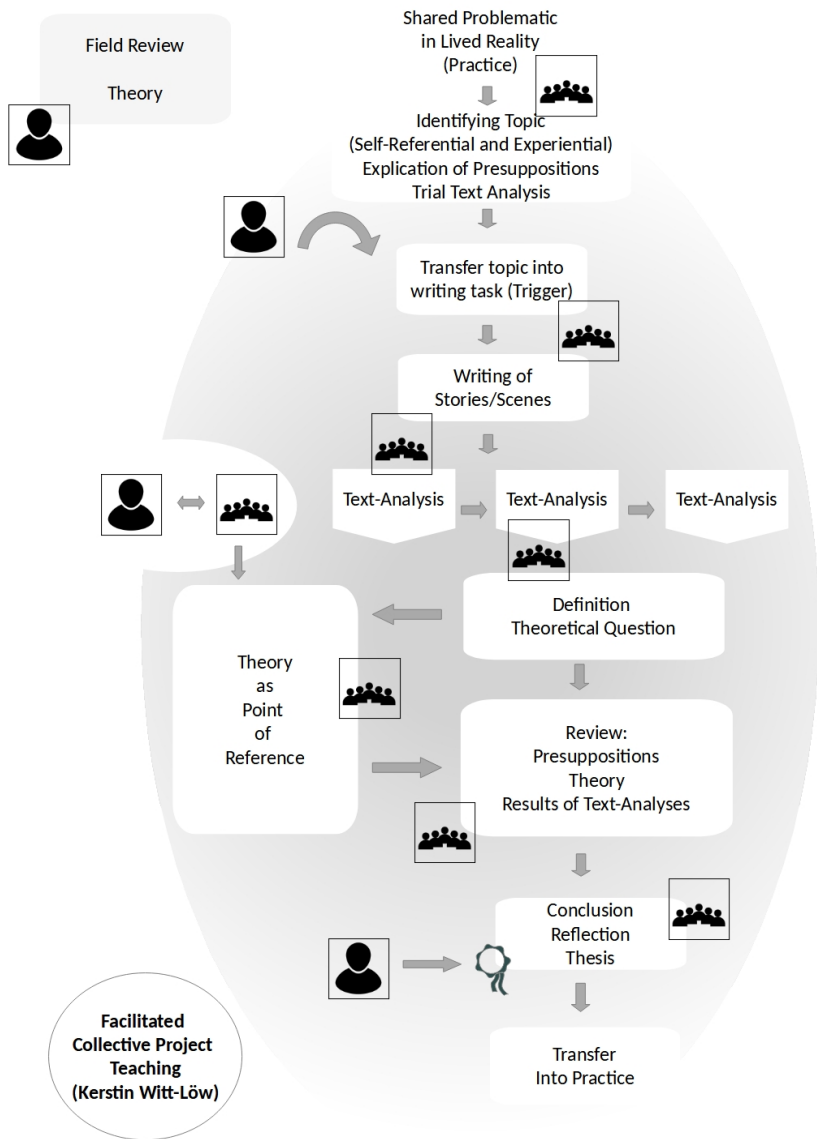 Field Review
Theory
Shared Problematic
in Lived Reality
(Practice)
Identifying Topic
(Self-Referential and Experiential)
Explication of Presuppositions
Trial Text Analysis
Transfer topic into
writing task (Trigger)
Writing of
Stories/Scenes
Text-Analysis
Text-Analysis
Text-Analysis
Definition
Theoretical Question
Theory
as
Point
of
Reference
Review:
Presuppositions
Theory
Results of Text-Analyses
Conclusion
Reflection
Thesis
Transfer
Into Practice
Facilitated
Collective Project
Teaching
(Kerstin Witt-Löw)